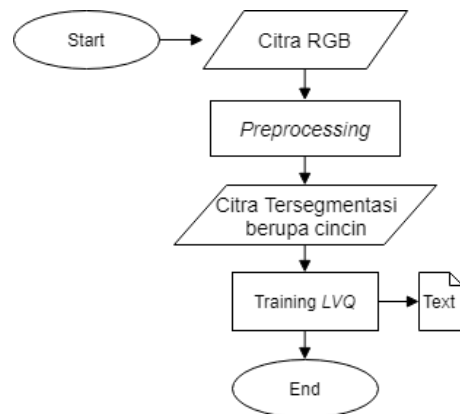 Start
Citra RGB
Preprocessing
Citra Tersegmentasi
berupa cincin
Training LVQ
Text
End